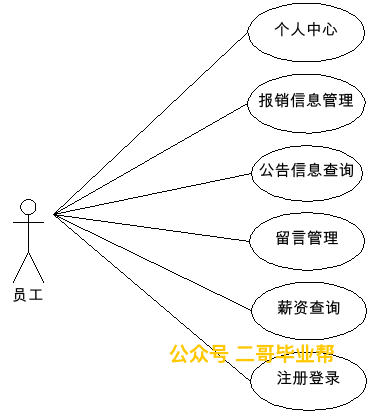 个人中心
报销信息管理
公告信息查询
留言管理
员工
薪资查询
公众号 二哥毕业帮
注册登录